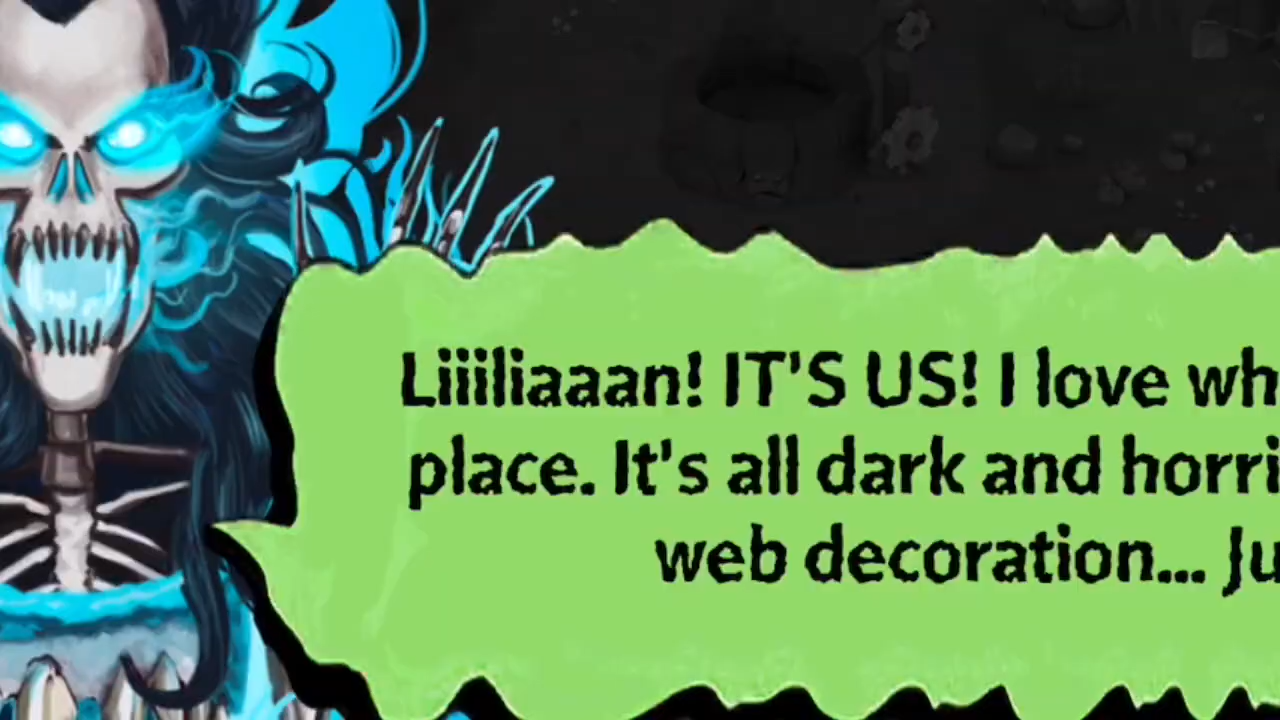 Liiiliaaan! IT'S US! I love wh
place. It's all dark and horri
web decoration... Ju